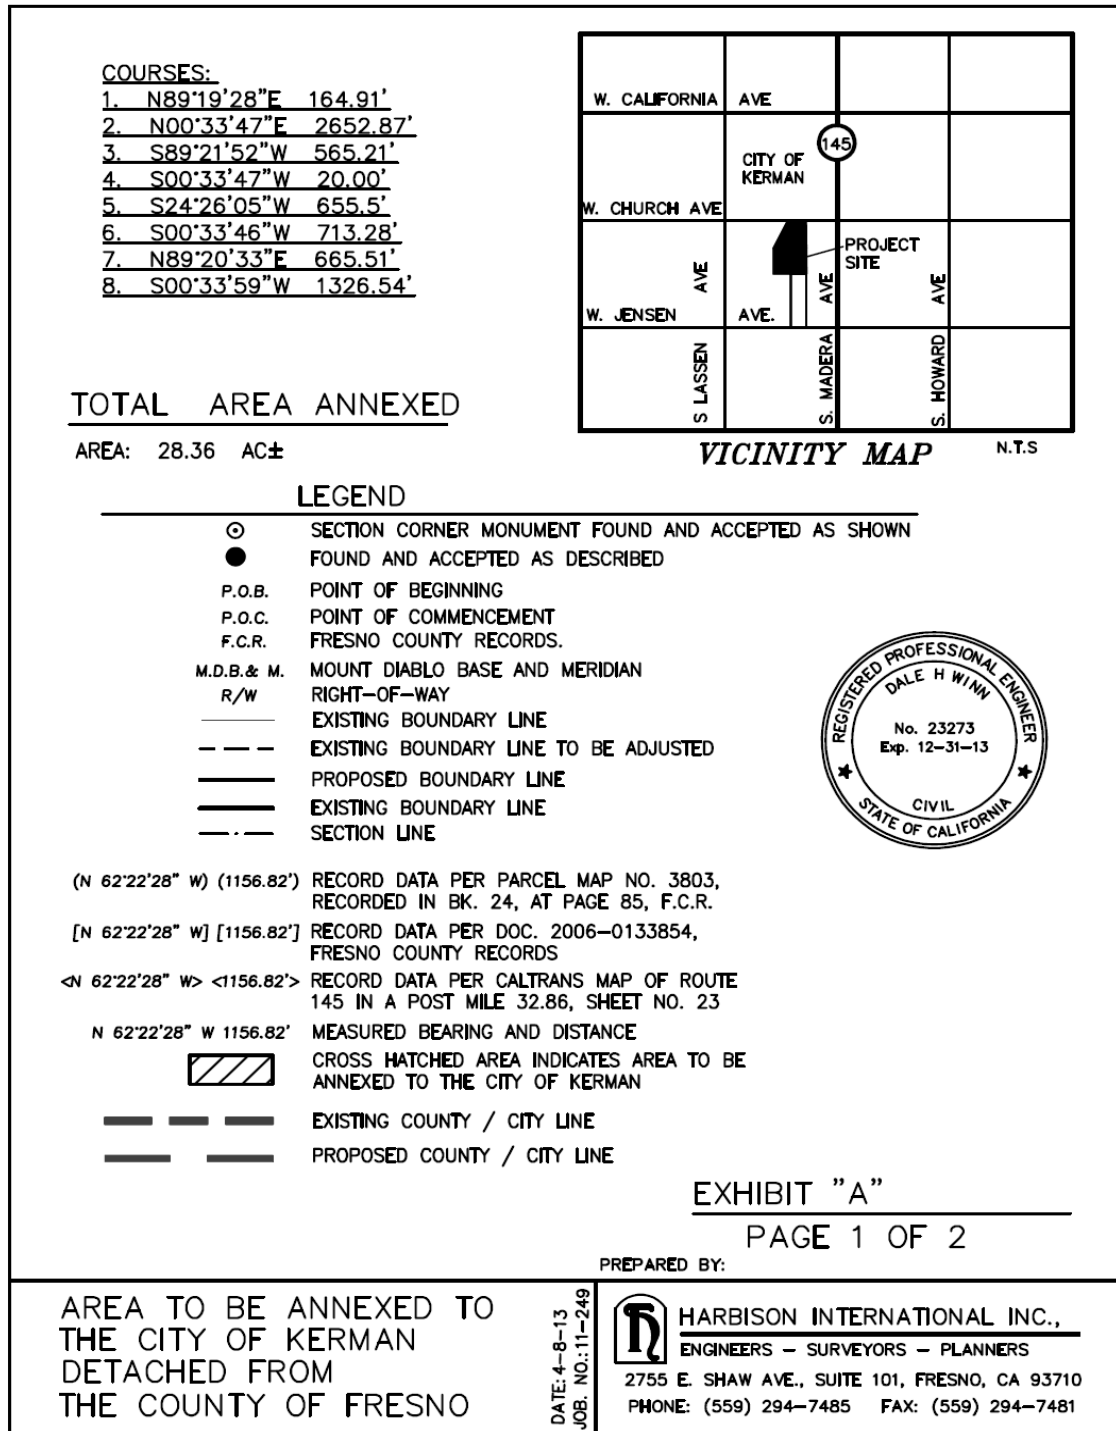 COURSES:
1. N89°19'28"E 164.91'
2. N00°33'47"E 2652.87'
3. S89°21'52"W 565.21'
4. S00°33'47"W 20.00'
5. S24°26'05"W 655.5'
6. S00°33'46"W 713.28'
7. N89°20'33"E 665.51'
8. S00°33'59"W 1326.54'
W. CALIFORNIA AVE
145
CITY OF
KERMAN
W. CHURCH AVE
PROJECT
SITE
AVE
AVE
AVE
W. JENSEN AVE.
S LASSEN
S. MADERA
S. HOWARD
VICINITY MAP N.T.S
TOTAL AREA ANNEXED
AREA: 28.36 AC±
LEGEND
SECTION CORNER MONUMENT FOUND AND ACCEPTED AS SHOWN
FOUND AND ACCEPTED AS DESCRIBED
P.O.B. POINT OF BEGINNING
P.O.C. POINT OF COMMENCEMENT
F.C.R. FRESNO COUNTY RECORDS.
M.D.B.& M. MOUNT DIABLO BASE AND MERIDIAN
R/W RIGHT-OF-WAY
EXISTING BOUNDARY LINE
EXISTING BOUNDARY LINE TO BE ADJUSTED
PROPOSED BOUNDARY LINE
EXISTING BOUNDARY LINE
SECTION LINE
REGISTERED PROFESSIONAL ENGINEER
DALE H WINN
No. 23273
Exp. 12-31-13
CIVIL
STATE OF CALIFORNIA
(N 62°22'28" W) (1156.82') RECORD DATA PER PARCEL MAP NO. 3803,
RECORDED IN BK. 24, AT PAGE 85, F.C.R.
[N 62°22'28" W] [1156.82'] RECORD DATA PER DOC. 2006-0133854,
FRESNO COUNTY RECORDS
<N 62°22'28" W> <1156.82'> RECORD DATA PER CALTRANS MAP OF ROUTE
145 IN A POST MILE 32.86, SHEET NO. 23
N 62°22'28" W 1156.82' MEASURED BEARING AND DISTANCE
CROSS HATCHED AREA INDICATES AREA TO BE
ANNEXED TO THE CITY OF KERMAN
EXISTING COUNTY / CITY LINE
PROPOSED COUNTY / CITY LINE
EXHIBIT "A"
PAGE 1 OF 2
PREPARED BY:
AREA TO BE ANNEXED TO
THE CITY OF KERMAN
DETACHED FROM
THE COUNTY OF FRESNO
DATE: 4-8-13
JOB. NO.:11-249
HARBISON INTERNATIONAL INC.,
ENGINEERS - SURVEYORS - PLANNERS
2755 E. SHAW AVE., SUITE 101, FRESNO, CA 93710
PHONE: (559) 294-7485 FAX: (559) 294-7481